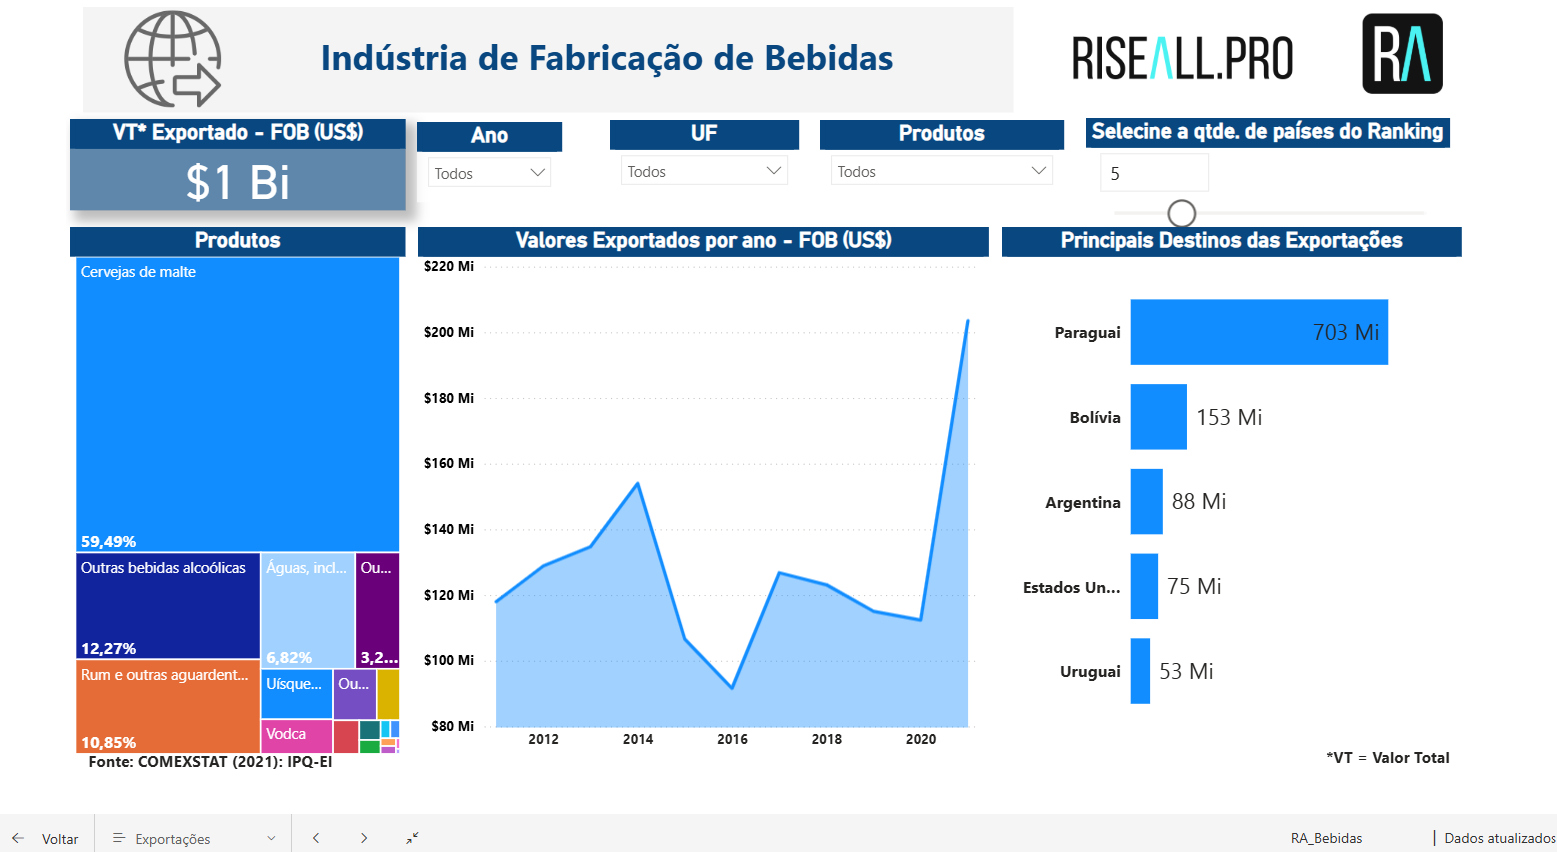 Indústria de Fabricação de Bebidas
RISEALL.PRO
RA
VT* Exportado - FOB (US$)
$1 Bi
Ano
Todos
UF
Todos
Produtos
Todos
Selecine a qtde. de países do Ranking
5
Produtos
Cervejas de malte
59,49%
Outras bebidas alcoólicas
12,27%
Águas, incl...
6,82%
Ou...
3,2...
Rum e outras aguardent...
10,85%
Uísque...
Ou...
Vodca
Fonte: COMEXSTAT (2021): IPQ-EI
Valores Exportados por ano - FOB (US$)
$220 Mi
$200 Mi
$180 Mi
$160 Mi
$140 Mi
$120 Mi
$100 Mi
$80 Mi
2012 2014 2016 2018 2020
Principais Destinos das Exportações
Paraguai 703 Mi
Bolívia 153 Mi
Argentina 88 Mi
Estados Un... 75 Mi
Uruguai 53 Mi
*VT = Valor Total
Voltar
Exportações
RA_Bebidas
| Dados atualizados